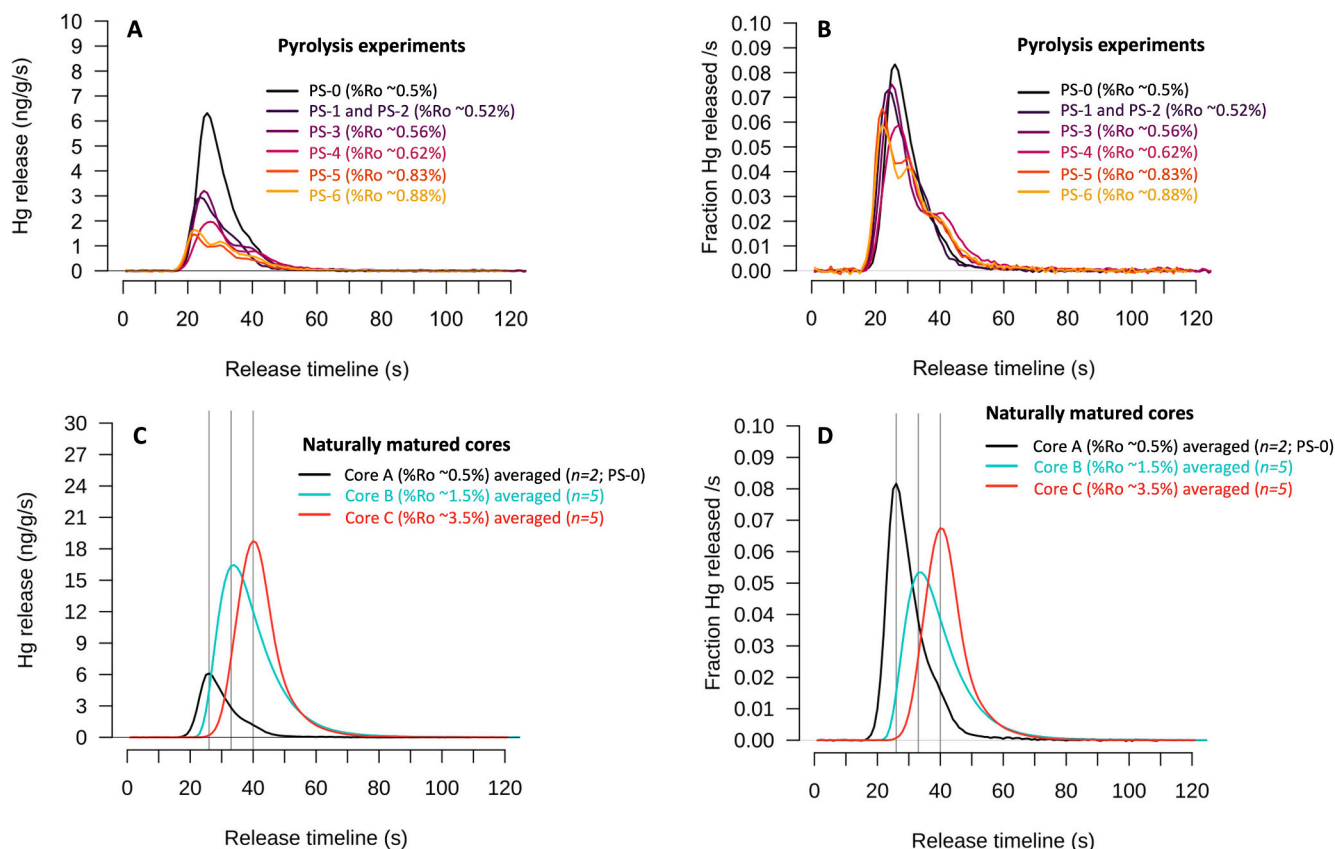 A
Pyrolysis experiments
PS-0 (%Ro ~0.5%)
PS-1 and PS-2 (%Ro ~0.52%)
PS-3 (%Ro ~0.56%)
PS-4 (%Ro ~0.62%)
PS-5 (%Ro ~0.83%)
PS-6 (%Ro ~0.88%)
Hg release (ng/g/s)
10
9
8
7
6
5
4
3
2
1
0
0 20 40 60 80 100 120
Release timeline (s)
B
Pyrolysis experiments
PS-0 (%Ro ~0.5%)
PS-1 and PS-2 (%Ro ~0.52%)
PS-3 (%Ro ~0.56%)
PS-4 (%Ro ~0.62%)
PS-5 (%Ro ~0.83%)
PS-6 (%Ro ~0.88%)
Fraction Hg released /s
0.10
0.09
0.08
0.07
0.06
0.05
0.04
0.03
0.02
0.01
0.00
0 20 40 60 80 100 120
Release timeline (s)
C
Naturally matured cores
Core A (%Ro ~0.5%) averaged (n=2; PS-0)
Core B (%Ro ~1.5%) averaged (n=5)
Core C (%Ro ~3.5%) averaged (n=5)
Hg release (ng/g/s)
30
27
24
21
18
15
12
9
6
3
0
0 20 40 60 80 100 120
Release timeline (s)
D
Naturally matured cores
Core A (%Ro ~0.5%) averaged (n=2; PS-0)
Core B (%Ro ~1.5%) averaged (n=5)
Core C (%Ro ~3.5%) averaged (n=5)
Fraction Hg released /s
0.10
0.09
0.08
0.07
0.06
0.05
0.04
0.03
0.02
0.01
0.00
0 20 40 60 80 100 120
Release timeline (s)